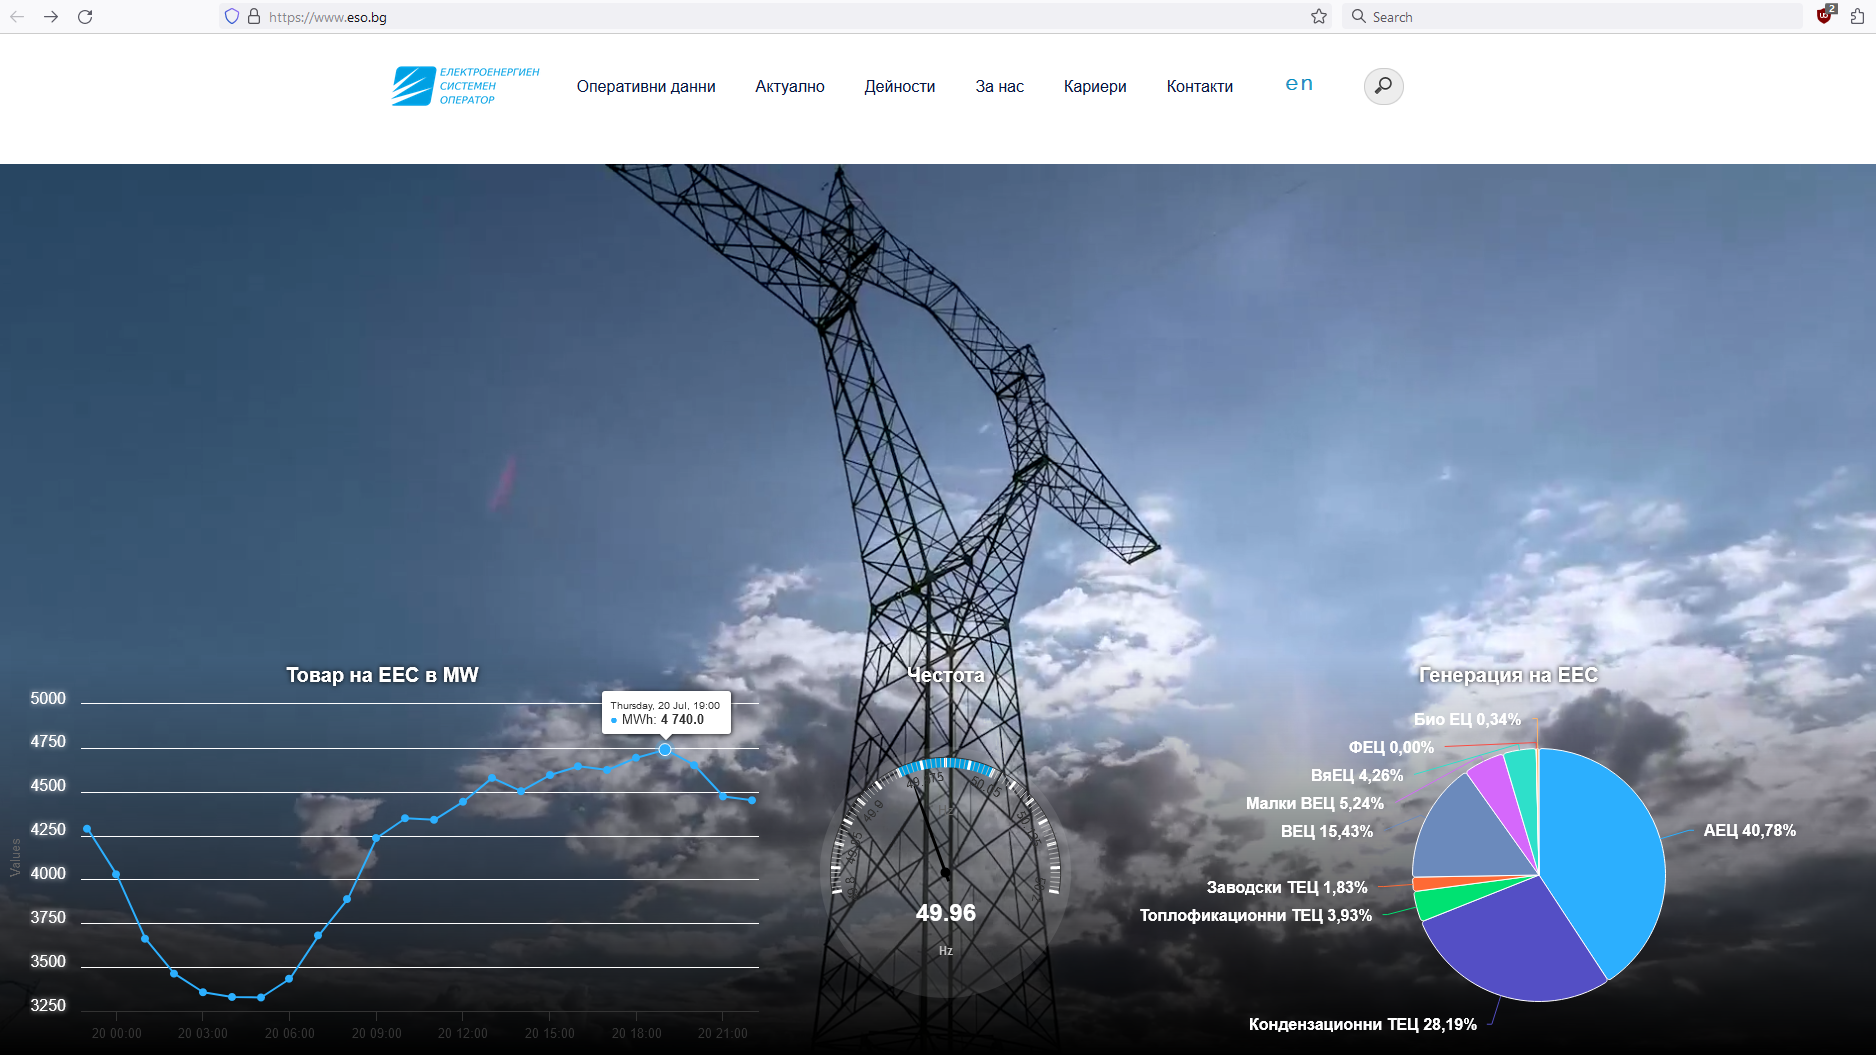 https://www.eso.bg
Search
2
ЕЛЕКТРОЕНЕРГИЕН
СИСТЕМЕН
ОПЕРАТОР
Оперативни данни
Актуално
Дейности
За нас
Кариери
Контакти
en
Товар на ЕЕС в MW
5000
4750
4500
4250
4000
3750
3500
3250
Values
Thursday, 20 Jul, 19:00
MWh: 4 740.0
20 00:00
20 03:00
20 06:00
20 09:00
20 12:00
20 15:00
20 18:00
20 21:00
Честота
49.9
50.05
49.96
Hz
Генерация на ЕЕС
Био ЕЦ 0,34%
ФЕЦ 0,00%
ВяЕЦ 4,26%
Малки ВЕЦ 5,24%
ВЕЦ 15,43%
Заводски ТЕЦ 1,83%
Топлофикационни ТЕЦ 3,93%
Кондензационни ТЕЦ 28,19%
АЕЦ 40,78%